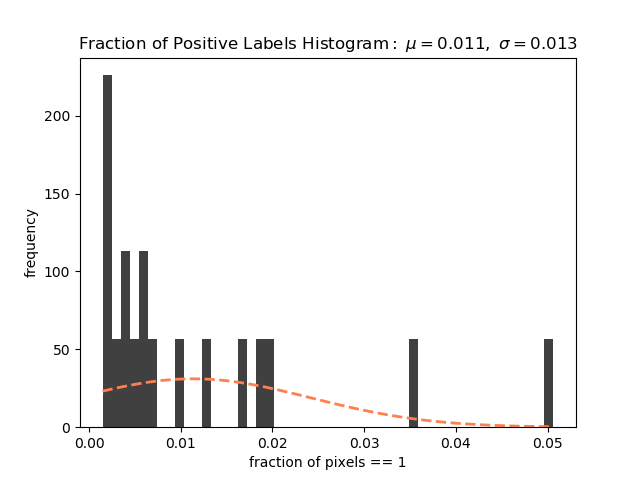 Fraction of Positive Labels Histogram : μ = 0.011, σ = 0.013
frequency
200
150
100
50
0
0.00 0.01 0.02 0.03 0.04 0.05
fraction of pixels == 1